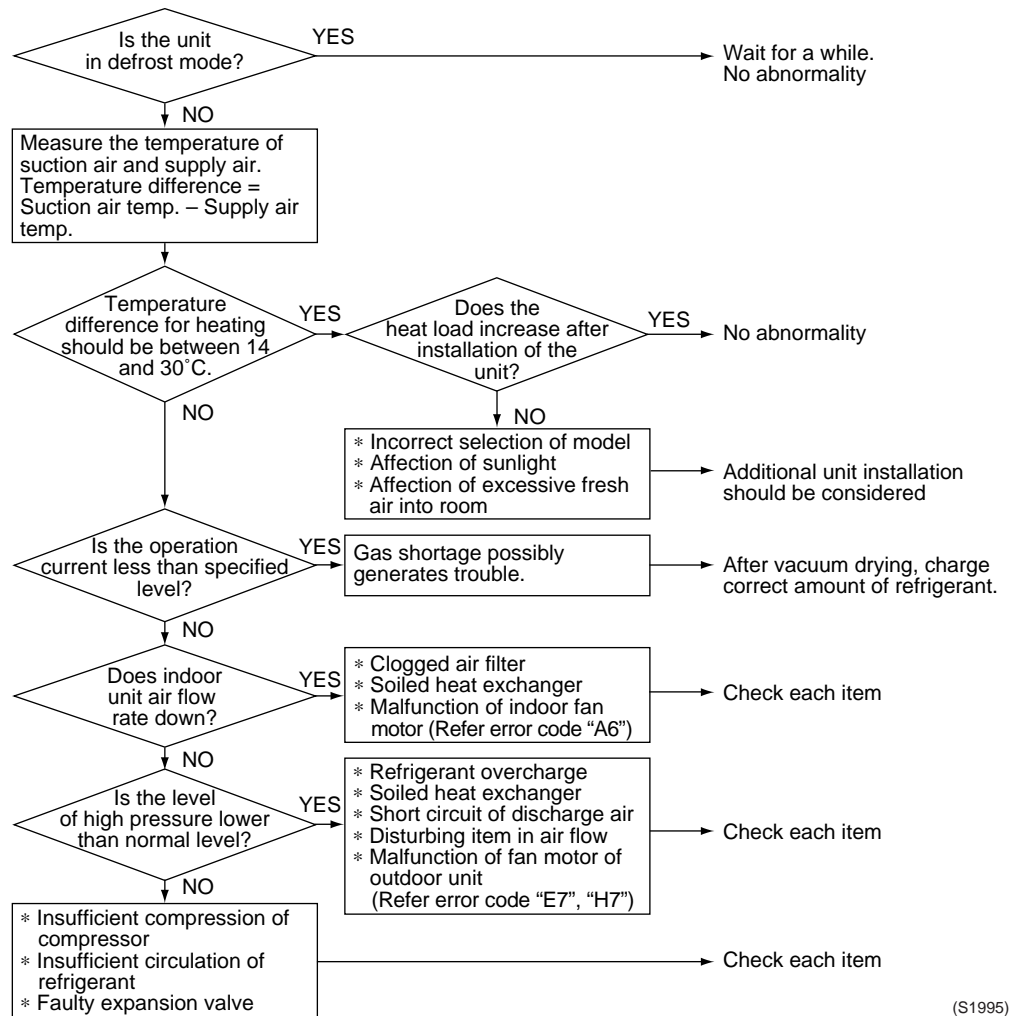 Is the unit
in defrost mode?
YES
Wait for a while.
No abnormality
NO
Measure the temperature of
suction air and supply air.
Temperature difference =
Suction air temp. – Supply air
temp.
Temperature
difference for heating
should be between 14
and 30˚C.
YES
Does the
heat load increase after
installation of the
unit?
YES
No abnormality
NO
NO
∗ Incorrect selection of model
∗ Affection of sunlight
∗ Affection of excessive fresh
air into room
Additional unit installation
should be considered
Is the operation
current less than specified
level?
YES
Gas shortage possibly
generates trouble.
After vacuum drying, charge
correct amount of refrigerant.
NO
Does indoor
unit air flow
rate down?
YES
∗ Clogged air filter
∗ Soiled heat exchanger
∗ Malfunction of indoor fan
motor (Refer error code “A6”)
Check each item
NO
Is the level
of high pressure lower
than normal level?
YES
∗ Refrigerant overcharge
∗ Soiled heat exchanger
∗ Short circuit of discharge air
∗ Disturbing item in air flow
∗ Malfunction of fan motor of
outdoor unit
(Refer error code “E7”, “H7”)
Check each item
NO
∗ Insufficient compression of
compressor
∗ Insufficient circulation of
refrigerant
∗ Faulty expansion valve
Check each item
(S1995)